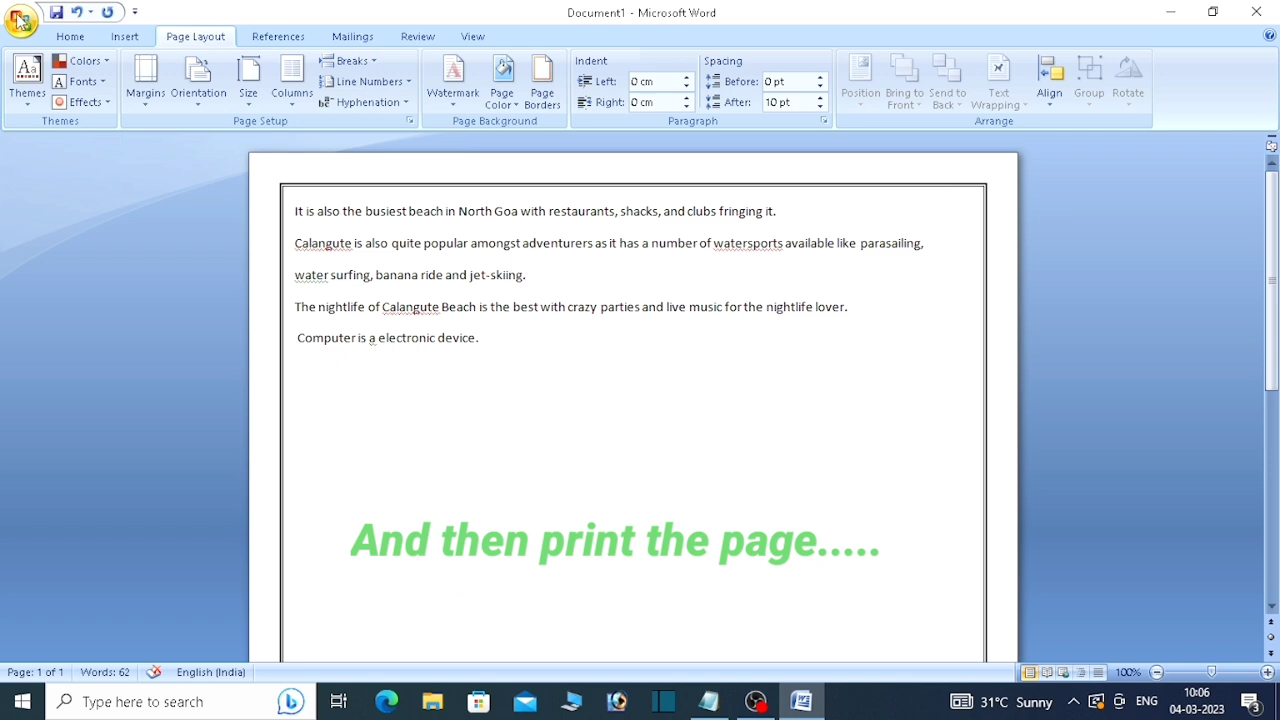 Document1 - Microsoft Word
Home Insert Page Layout References Mailings Review View
Themes
Colors
Fonts
Effects
Themes
Margins
Orientation
Size
Columns
Breaks
Line Numbers
Hyphenation
Page Setup
Watermark
Page Color
Page Borders
Page Background
Indent
Left: 0 cm
Right: 0 cm
Spacing
Before: 0 pt
After: 10 pt
Paragraph
Position
Bring to Front
Send to Back
Text Wrapping
Align
Group
Rotate
Arrange
It is also the busiest beach in North Goa with restaurants, shacks, and clubs fringing it.
Calangute is also quite popular amongst adventurers as it has a number of watersports available like parasailing,
water surfing, banana ride and jet-skiing.
The nightlife of Calangute Beach is the best with crazy parties and live music for the nightlife lover.
Computer is a electronic device.
And then print the page.....
Page: 1 of 1 Words: 62 English (India) 100%
Type here to search
31°C Sunny ENG
10:06
04-03-2023
3